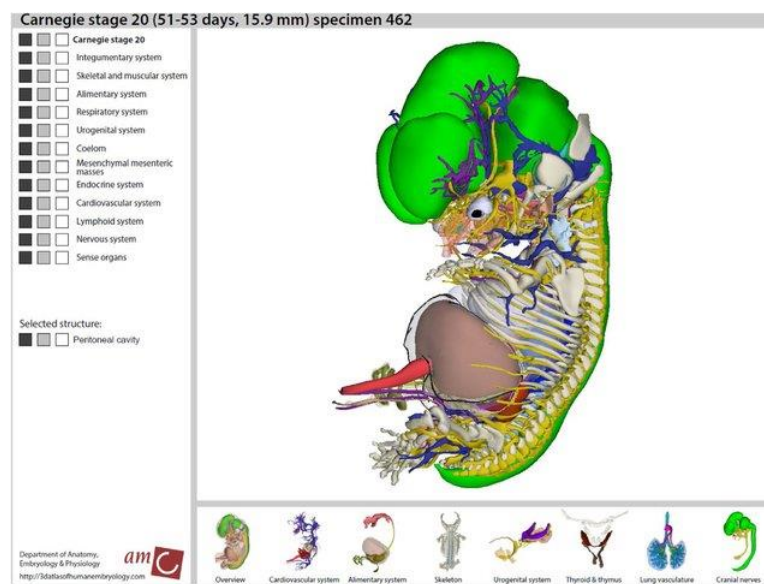 Carnegie stage 20 (51-53 days, 15.9 mm) specimen 462
Carnegie stage 20
Integumentary system
Skeletal and muscular system
Alimentary system
Respiratory system
Urogenital system
Coelom
Mesenchymal mesenteric
masses
Endocrine system
Cardiovascular system
Lymphoid system
Nervous system
Sense organs
Selected structure:
Peritoneal cavity
Department of Anatomy,
Embryology & Physiology
http://3datlasofhumanembryology.com
amc
Overview
Cardiovascular system
Alimentary system
Skeleton
Urogenital system
Thyroid & thymus
Lung vasculature
Cranial nerves